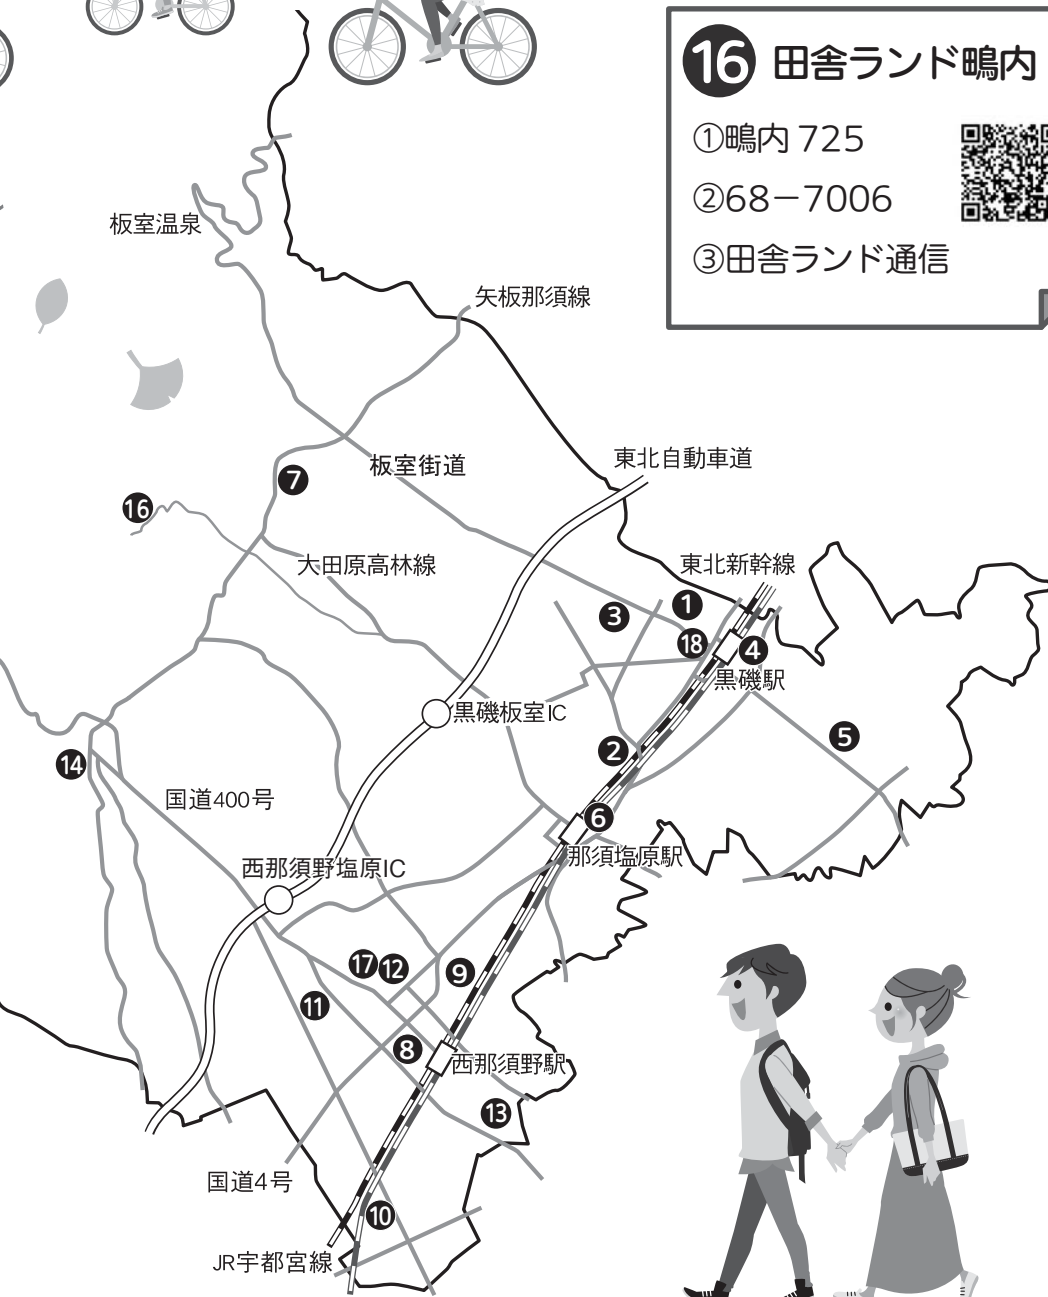 16 田舎ランド鴫内
①鴫内 725
②68－7006
③田舎ランド通信
板室温泉
矢板那須線
板室街道
東北自動車道
7
16
大田原高林線
東北新幹線
3
1
18
4
黒磯駅
黒磯板室IC
2
5
14
国道400号
6
那須塩原駅
西那須野塩原IC
17
12
9
11
8
西那須野駅
13
国道4号
10
JR宇都宮線